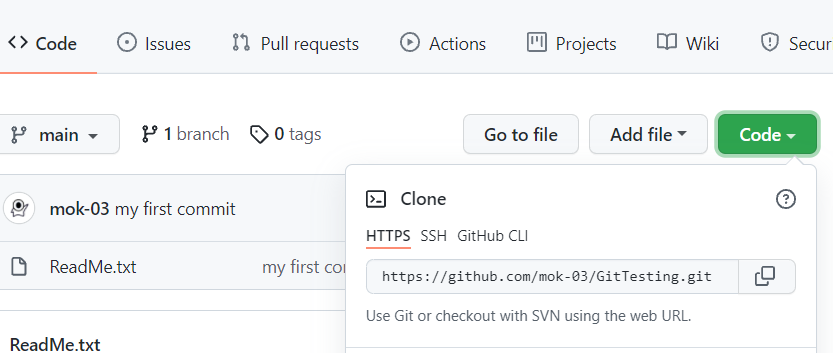 Code Issues Pull requests Actions Projects Wiki Secur
main 1 branch 0 tags Go to file Add file Code
mok-03 my first commit
ReadMe.txt my first con
Clone
HTTPS SSH GitHub CLI
https://github.com/mok-03/GitTesting.git
Use Git or checkout with SVN using the web URL.
ReadMe.txt